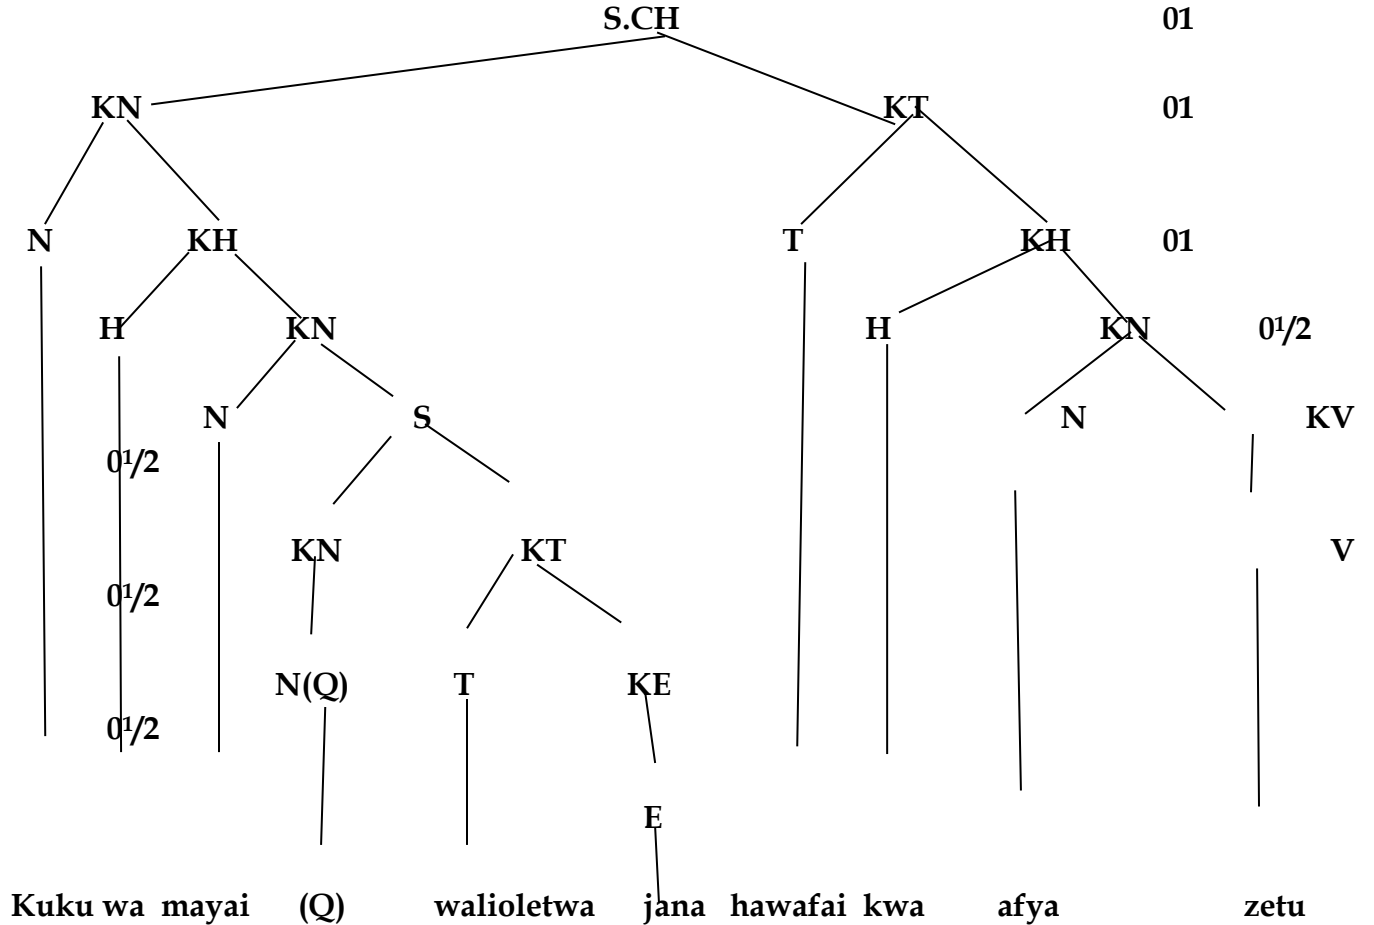 S.CH 01
KN KT 01
N KH T KH 01
H KN H KN 0¹/2
N S N KV
0¹/2
KN KT V
0¹/2
N(Q) T KE
0¹/2
E
Kuku wa mayai (Q) walioletwa jana hawafai kwa afya zetu